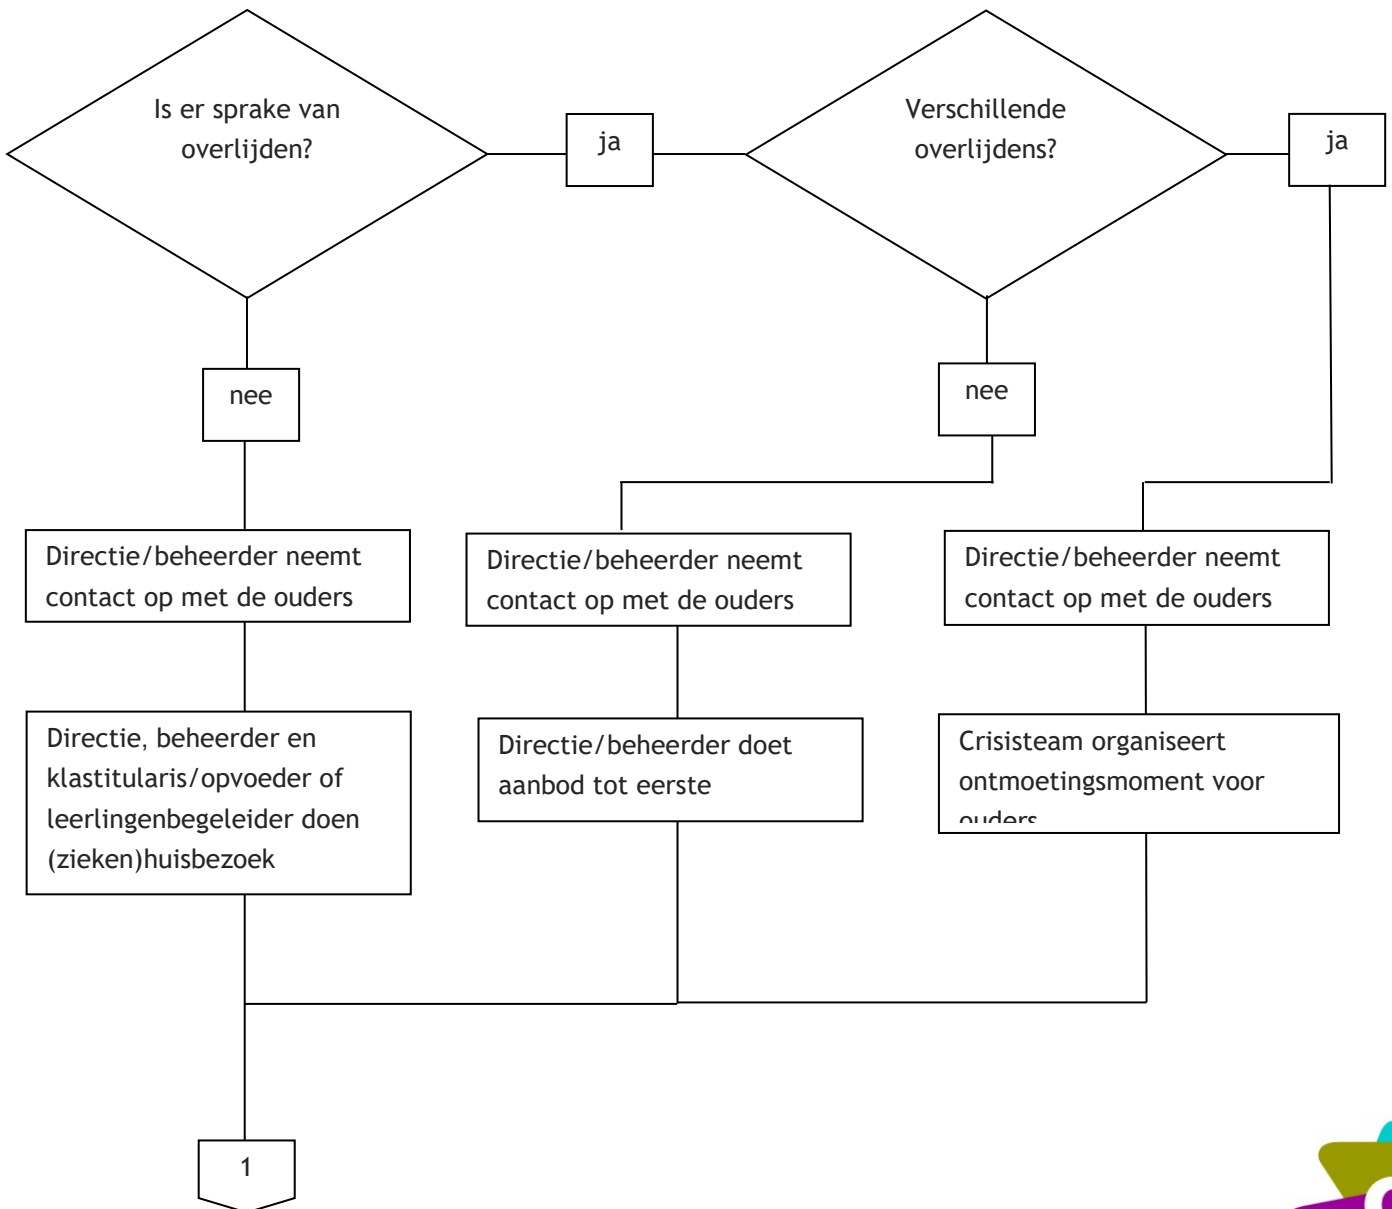 Is er sprake van
overlijden?
ja
Verschillende
overlijdens?
ja
nee
nee
Directie/beheerder neemt
contact op met de ouders
Directie/beheerder neemt
contact op met de ouders
Directie/beheerder neemt
contact op met de ouders
Directie, beheerder en
klastitularis/opvoeder of
leerlingenbegeleider doen
(zieken)huisbezoek
Directie/beheerder doet
aanbod tot eerste
Crisisteam organiseert
ontmoetingsmoment voor
ouders
1